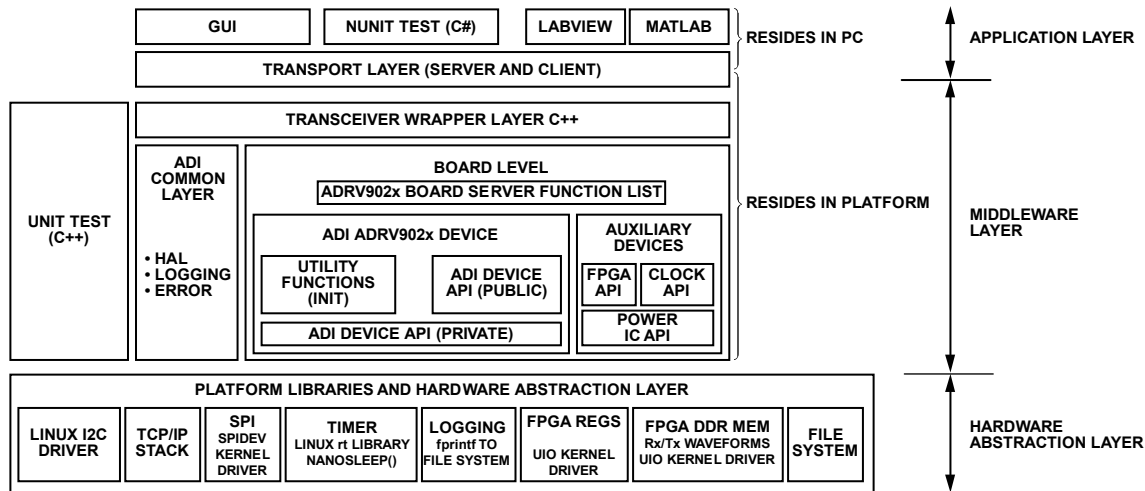 GUI
NUNIT TEST (C#)
LABVIEW
MATLAB
RESIDES IN PC
APPLICATION LAYER
TRANSPORT LAYER (SERVER AND CLIENT)
TRANSCEIVER WRAPPER LAYER C++
UNIT TEST
(C++)
ADI
COMMON
LAYER
• HAL
• LOGGING
• ERROR
BOARD LEVEL
ADRV902x BOARD SERVER FUNCTION LIST
ADI ADRV902x DEVICE
UTILITY
FUNCTIONS
(INIT)
ADI DEVICE
API (PUBLIC)
ADI DEVICE API (PRIVATE)
AUXILIARY
DEVICES
FPGA
API
CLOCK
API
POWER
IC API
RESIDES IN PLATFORM
MIDDLEWARE
LAYER
PLATFORM LIBRARIES AND HARDWARE ABSTRACTION LAYER
LINUX I2C
DRIVER
TCP/IP
STACK
SPI
SPIDEV
KERNEL
DRIVER
TIMER
LINUX rt LIBRARY
NANOSLEEP()
LOGGING
fprintf TO
FILE SYSTEM
FPGA REGS
UIO KERNEL
DRIVER
FPGA DDR MEM
Rx/Tx WAVEFORMS
UIO KERNEL DRIVER
FILE
SYSTEM
HARDWARE
ABSTRACTION LAYER